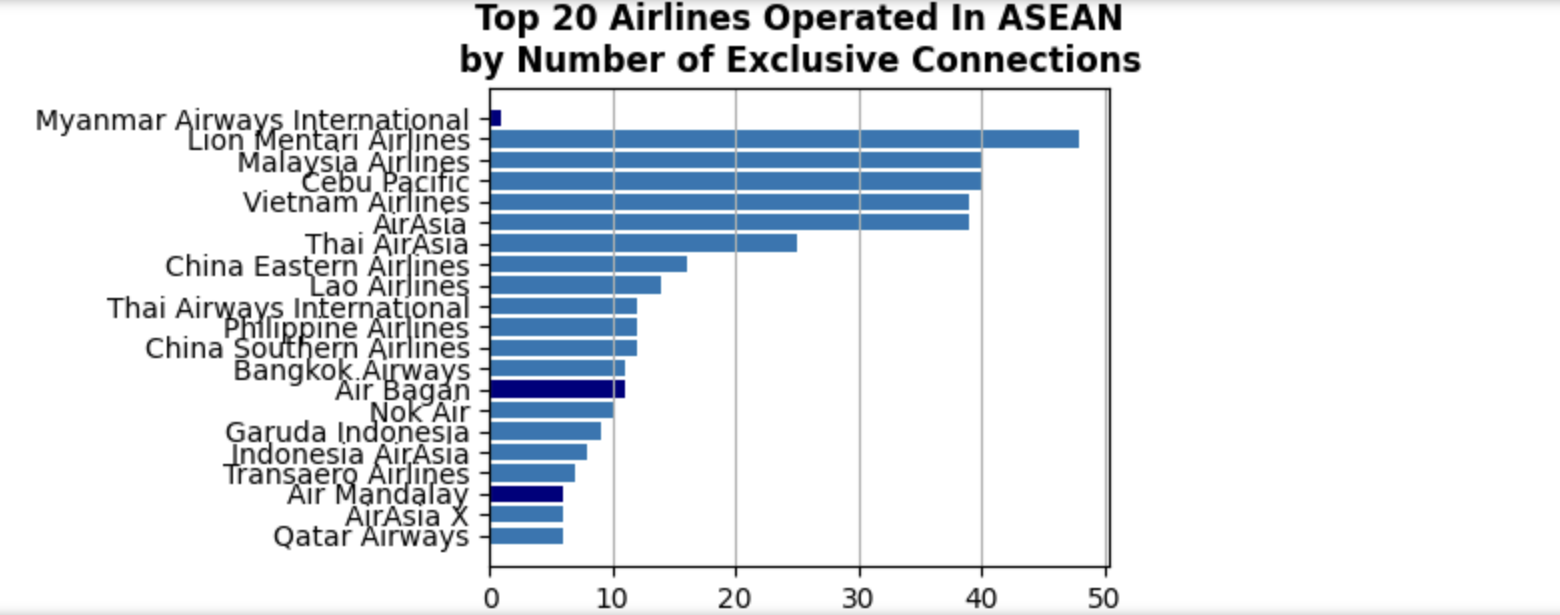 Top 20 Airlines Operated In ASEAN
by Number of Exclusive Connections
Myanmar Airways International
Lion Mentari Airlines
Malaysia Airlines
Cebu Pacific
Vietnam Airlines
AirAsia
Thai AirAsia
China Eastern Airlines
Lao Airlines
Thai Airways International
Philippine Airlines
China Southern Airlines
Bangkok Airways
Air Bagan
Nok Air
Garuda Indonesia
Indonesia AirAsia
Transaero Airlines
Air Mandalay
AirAsia X
Qatar Airways
0 10 20 30 40 50